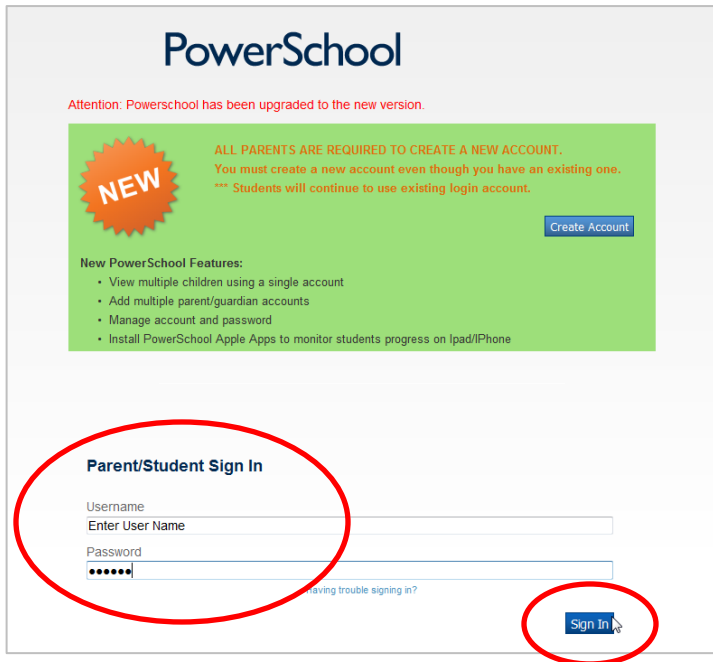 PowerSchool
Attention: Powerschool has been upgraded to the new version.
NEW
ALL PARENTS ARE REQUIRED TO CREATE A NEW ACCOUNT.
You must create a new account even though you have an existing one.
*** Students will continue to use existing login account.
Create Account
New PowerSchool Features:
• View multiple children using a single account
• Add multiple parent/guardian accounts
• Manage account and password
• Install PowerSchool Apple Apps to monitor students progress on Ipad/IPhone
Parent/Student Sign In
Username
Enter User Name
Password
••••••
Having trouble signing in?
Sign In